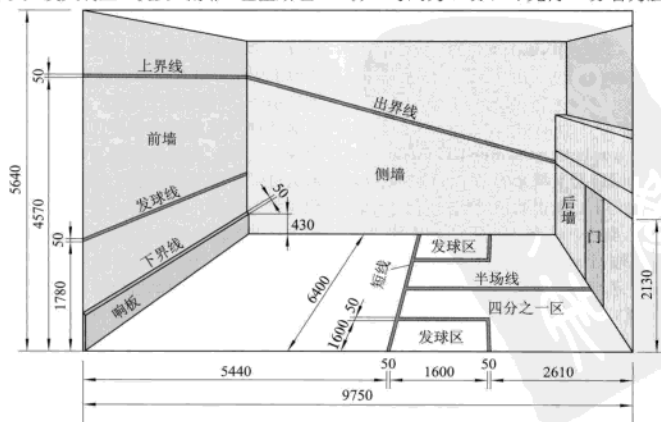 50
上界线
出界线
前墙
侧墙
5640
4570
发球线
50
430
后墙
门
下界线
50
1780
响板
6400
短线
发球区
半场线
四分之一区
2130
1600
50
发球区
5440
50
1600
50
2610
9750